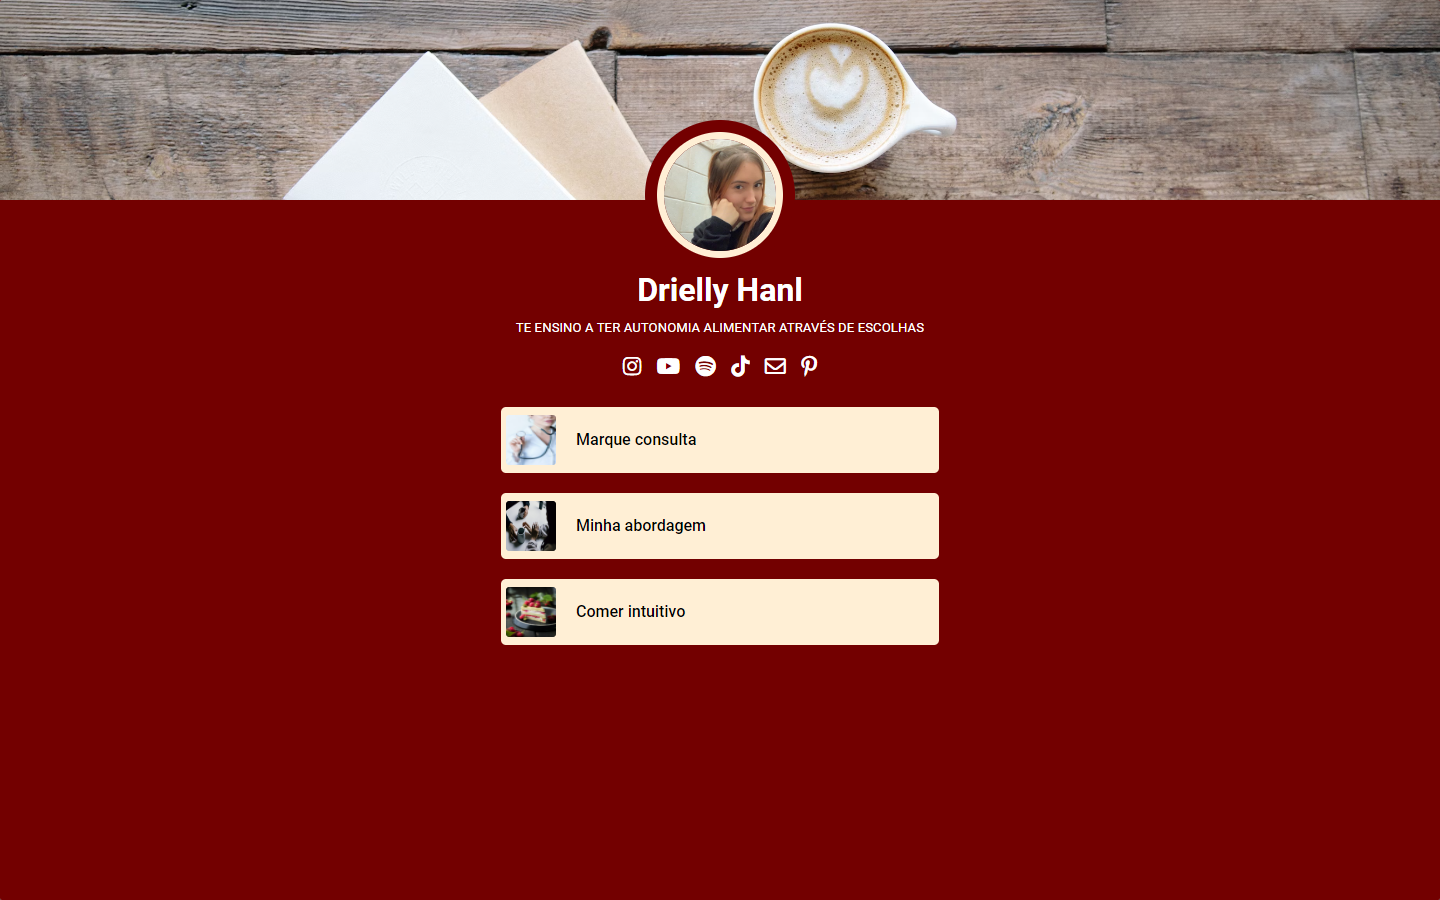 Drielly Hanl
TE ENSINO A TER AUTONOMIA ALIMENTAR ATRAVÉS DE ESCOLHAS
Marque consulta
Minha abordagem
Comer intuitivo